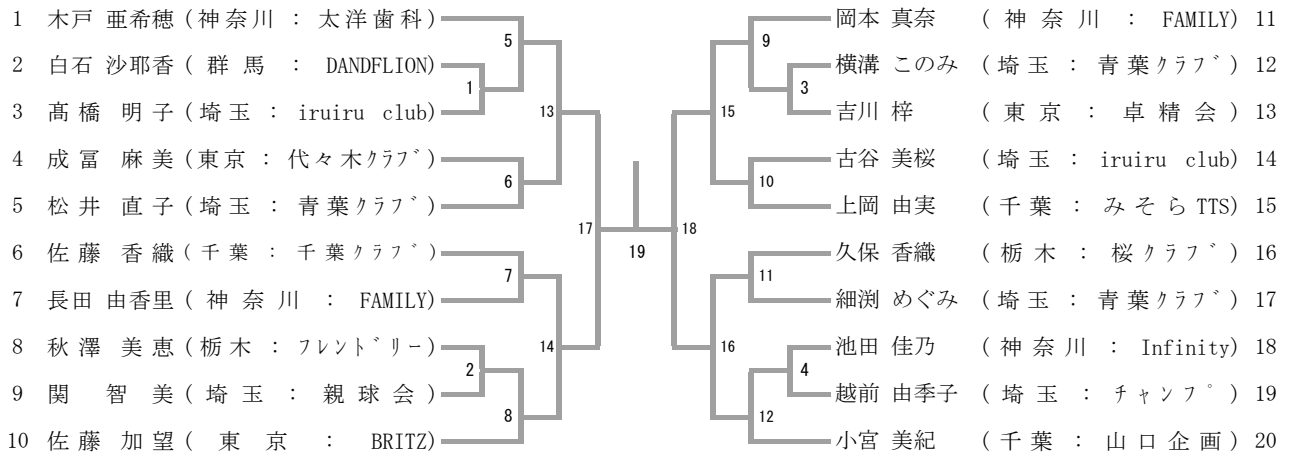 1 木戸 亜希穂 (神奈川 : 太洋歯科)
2 白石 沙耶香 (群馬 : DANDFLION)
3 髙橋 明子 (埼玉 : iruiru club)
4 成冨 麻美 (東京 : 代々木ｸﾗﾌﾞ)
5 松井 直子 (埼玉 : 青葉ｸﾗﾌﾞ)
6 佐藤 香織 (千葉 : 千葉ｸﾗﾌﾞ)
7 長田 由香里 (神奈川 : FAMILY)
8 秋澤 美恵 (栃木 : ﾌﾚﾝﾄﾞﾘｰ)
9 関 智美 (埼玉 : 親球会)
10 佐藤 加望 (東京 : BRITZ)
5
1
13
6
17
7
14
2
8
19
岡本 真奈 (神奈川 : FAMILY) 11
横溝 このみ (埼玉 : 青葉ｸﾗﾌﾞ) 12
吉川 梓 (東京 : 卓精会) 13
古谷 美桜 (埼玉 : iruiru club) 14
上岡 由実 (千葉 : みそらTTS) 15
久保 香織 (栃木 : 桜ｸﾗﾌﾞ) 16
細渕 めぐみ (埼玉 : 青葉ｸﾗﾌﾞ) 17
池田 佳乃 (神奈川 : Infinity) 18
越前 由季子 (埼玉 : ﾁｬﾝﾌﾟ) 19
小宮 美紀 (千葉 : 山口企画) 20
9
3
15
10
18
11
16
4
12